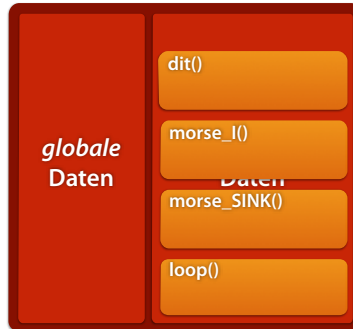 globale
Daten
dit()
morse_I()
Daten
morse_SINK()
loop()